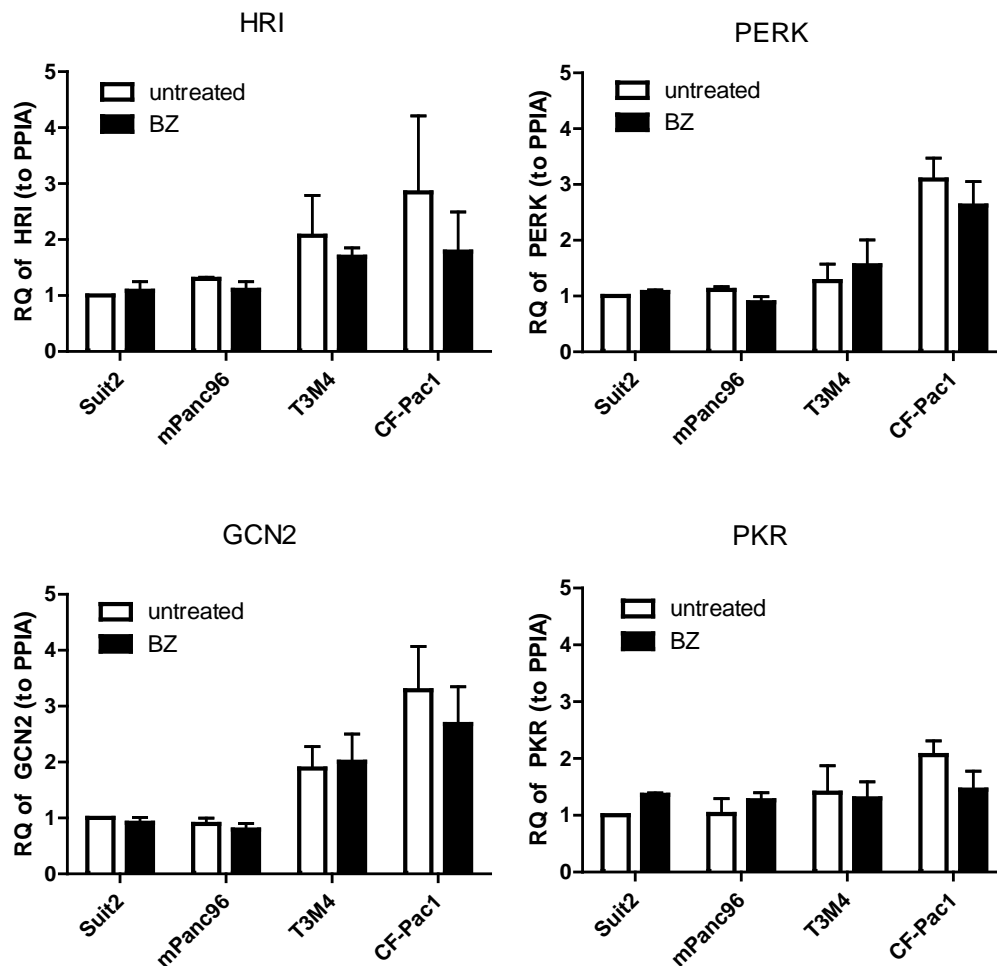 HRI
RQ of HRI (to PPIA)
5
4
3
2
1
0
untreated
BZ
Suit2
mPanc96
T3M4
CF-Pac1
PERK
RQ of PERK (to PPIA)
5
4
3
2
1
0
untreated
BZ
Suit2
mPanc96
T3M4
CF-Pac1
GCN2
RQ of GCN2 (to PPIA)
5
4
3
2
1
0
untreated
BZ
Suit2
mPanc96
T3M4
CF-Pac1
PKR
RQ of PKR (to PPIA)
5
4
3
2
1
0
untreated
BZ
Suit2
mPanc96
T3M4
CF-Pac1